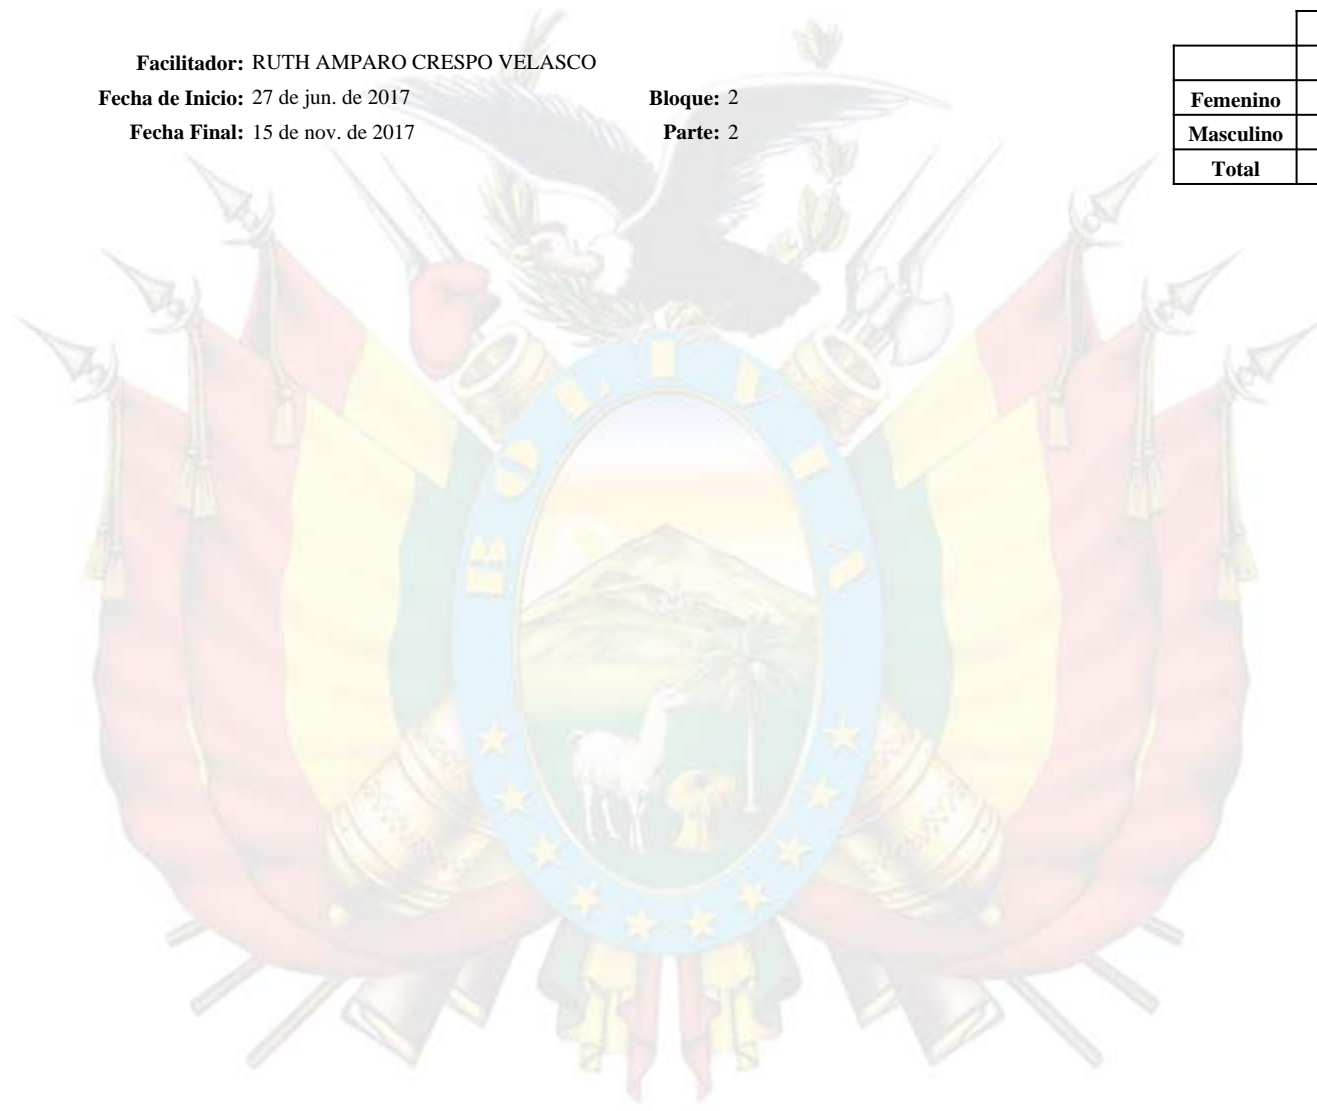 Facilitador: RUTH AMPARO CRESPO VELASCO
Fecha de Inicio: 27 de jun. de 2017 Bloque: 2
Fecha Final: 15 de nov. de 2017 Parte: 2
Femenino
Masculino
Total
BOLIVIA